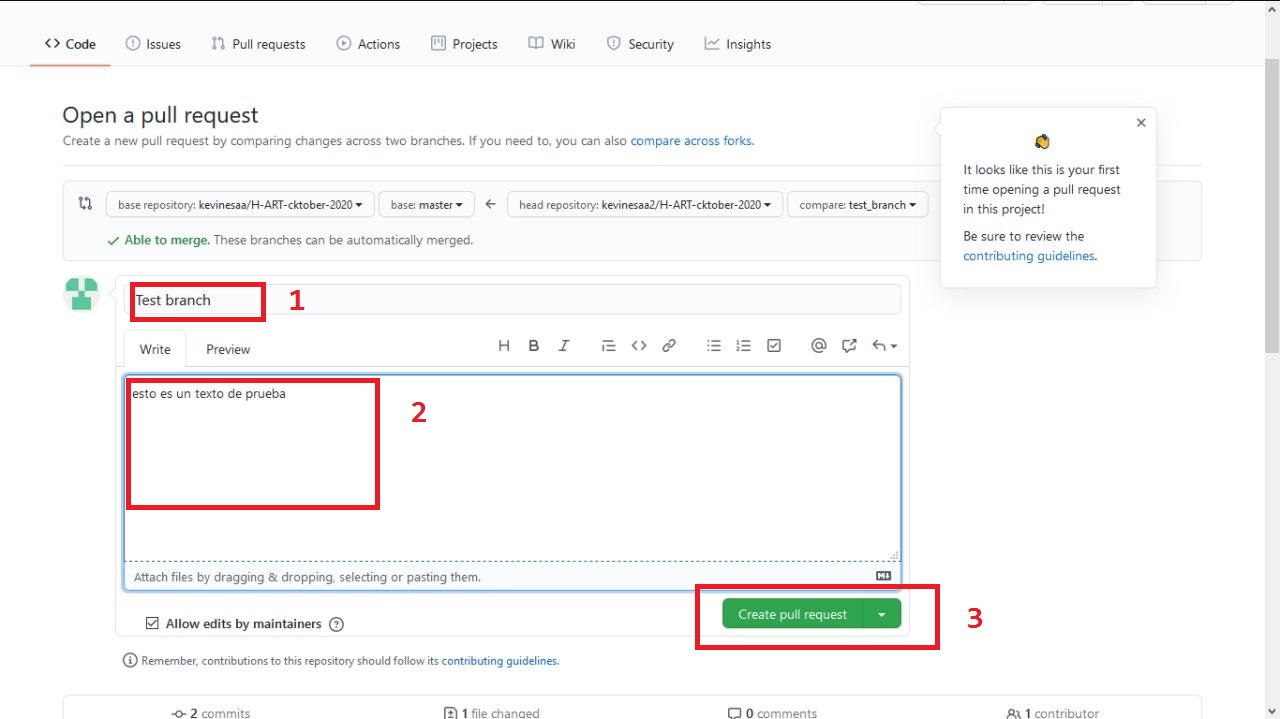 Code Issues Pull requests Actions Projects Wiki Security Insights
Open a pull request
Create a new pull request by comparing changes across two branches. If you need to, you can also compare across forks.
base repository: kevinesaa/H-ART-cktober-2020 base: master head repository: kevinesaa2/H-ART-cktober-2020 compare: test_branch
Able to merge. These branches can be automatically merged.
It looks like this is your first
time opening a pull request
in this project!
Be sure to review the
contributing guidelines.
Test branch 1
Write Preview H B I
esto es un texto de prueba
2
Attach files by dragging & dropping, selecting or pasting them.
Create pull request 3
Allow edits by maintainers
Remember, contributions to this repository should follow its contributing guidelines.
2 commits 1 file changed 0 comments 1 contributor